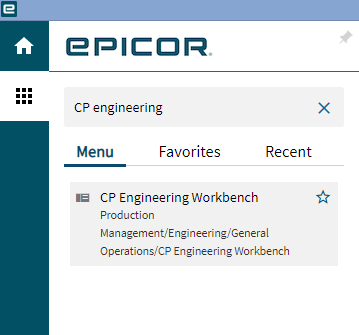 e
EPICOR
CP engineering
Menu Favorites Recent
CP Engineering Workbench
Production
Management/Engineering/General
Operations/CP Engineering Workbench